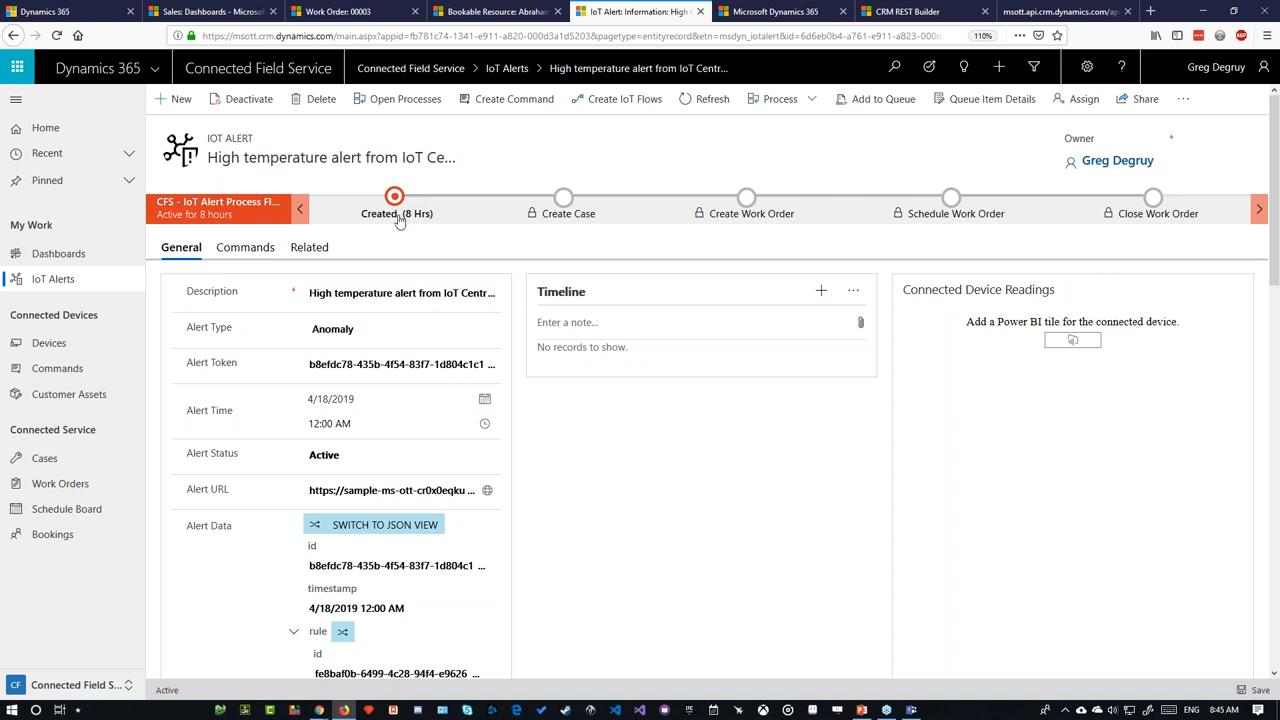 Dynamics 365
Sales: Dashboards - Microsof
Work Order: 00003
Bookable Resource: Abraham
IoT Alert: Information: High
Microsoft Dynamics 365
CRM REST Builder
msott.api.crm.dynamics.com/ap
https://msott.crm.dynamics.com/main.aspx?appid=fb781c74-1341-e911-a820-000d3a1d5203&pagetype=entityrecord&etn=msdyn_iotalert&id=6d6eb0b4-a761-e911-a823-000d
110%
Dynamics 365
Connected Field Service
Connected Field Service > IoT Alerts > High temperature alert from IoT Centr...
Greg Degruy
New
Deactivate
Delete
Open Processes
Create Command
Create IoT Flows
Refresh
Process
Add to Queue
Queue Item Details
Assign
Share
Home
Recent
Pinned
My Work
Dashboards
IoT Alerts
Connected Devices
Devices
Commands
Customer Assets
Connected Service
Cases
Work Orders
Schedule Board
Bookings
CF Connected Field S...
IOT ALERT
High temperature alert from IoT Ce...
Owner *
Greg Degruy
CFS - IoT Alert Process Fl...
Active for 8 hours
Created (8 Hrs)
Create Case
Create Work Order
Schedule Work Order
Close Work Order
General
Commands
Related
Description * High temperature alert from IoT Centr...
Alert Type Anomaly
Alert Token b8efdc78-435b-4f54-83f7-1d804c1c1 ...
Alert Time
4/18/2019
12:00 AM
Alert Status Active
Alert URL https://sample-ms-ott-cr0x0eqku ...
Alert Data
SWITCH TO JSON VIEW
id
b8efdc78-435b-4f54-83f7-1d804c1 ...
timestamp
4/18/2019 12:00 AM
rule
id
fe8baf0b-6499-4c28-94f4-e9626 ...
Timeline
Enter a note...
No records to show.
Connected Device Readings
Add a Power BI tile for the connected device.
Active
Save
ENG
8:45 AM